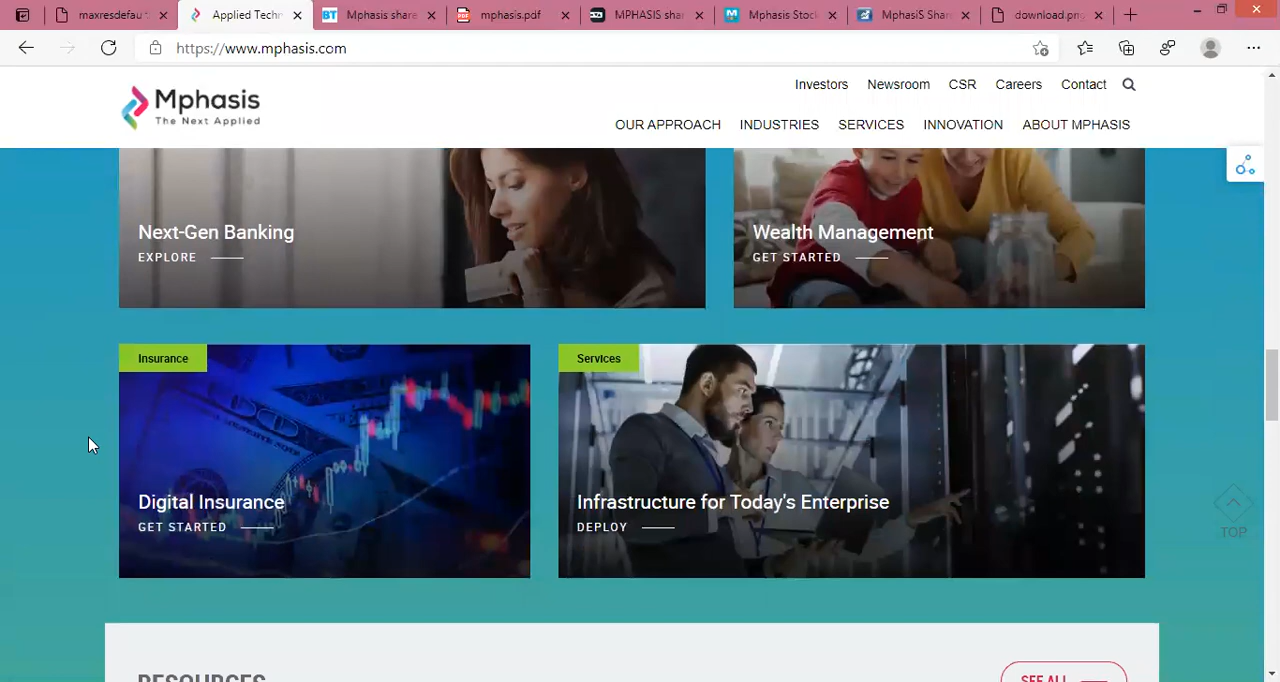 maxresdefau
Applied Techn
BT Mphasis share
PDF mphasis.pdf
MPHASIS shar
Mphasis Stock
MphasiS Shar
download.png
https://www.mphasis.com
Mphasis
The Next Applied
Investors Newsroom CSR Careers Contact
OUR APPROACH INDUSTRIES SERVICES INNOVATION ABOUT MPHASIS
Next-Gen Banking
EXPLORE
Wealth Management
GET STARTED
Insurance
Digital Insurance
GET STARTED
Services
Infrastructure for Today's Enterprise
DEPLOY
TOP
RESOURCES
SEE ALL